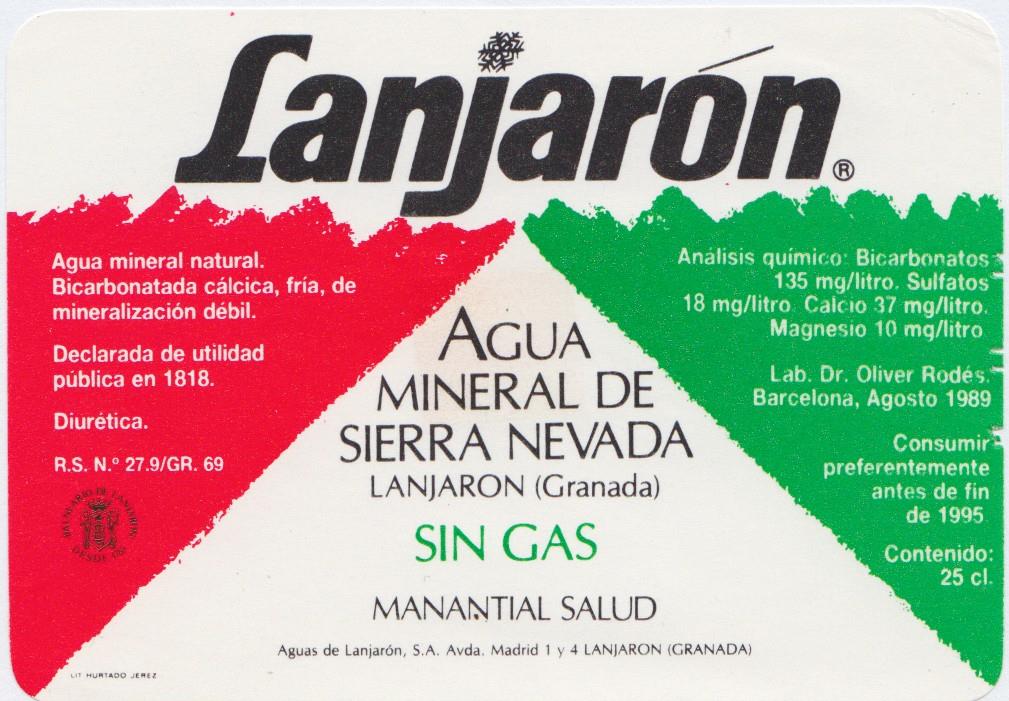 Lanjarón®
Agua mineral natural.
Bicarbonatada cálcica, fría, de
mineralización débil.
Declarada de utilidad
pública en 1818.
Diurética.
R.S. N.º 27.9/GR. 69
BALNEARIO DE LANJARON
DESDE
LIT HURTADO JEREZ
AGUA
MINERAL DE
SIERRA NEVADA
LANJARON (Granada)
SIN GAS
MANANTIAL SALUD
Aguas de Lanjarón, S.A. Avda. Madrid 1 y 4 LANJARON (GRANADA)
Análisis químico: Bicarbonatos
135 mg/litro. Sulfatos
18 mg/litro. Calcio 37 mg/litro.
Magnesio 10 mg/litro
Lab. Dr. Oliver Rodés.
Barcelona, Agosto 1989
Consumir
preferentemente
antes de fin
de 1995
Contenido:
25 cl.